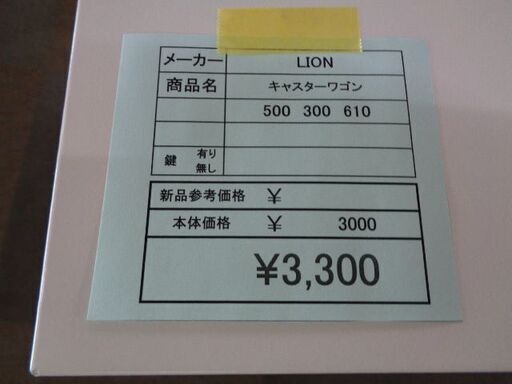 メーカー LION
商品名 キャスターワゴン
500 300 610
鍵 有り
無し
新品参考価格 ¥
本体価格 ¥ 3000
¥3,300